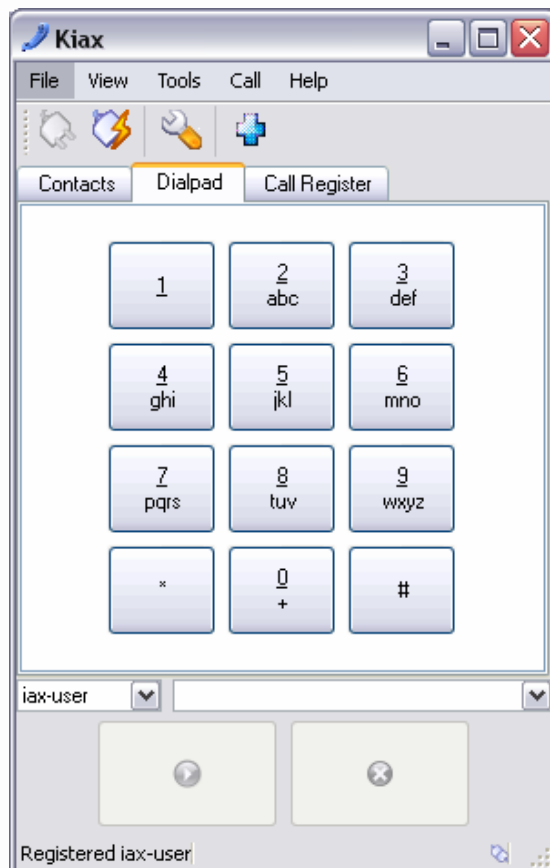 Kiax
File View Tools Call Help
Contacts Dialpad Call Register
1 2 3
abc def
4 5 6
ghi jkl mno
7 8 9
pqrs tuv wxyz
* 0 #
+
iax-user
Registered iax-user